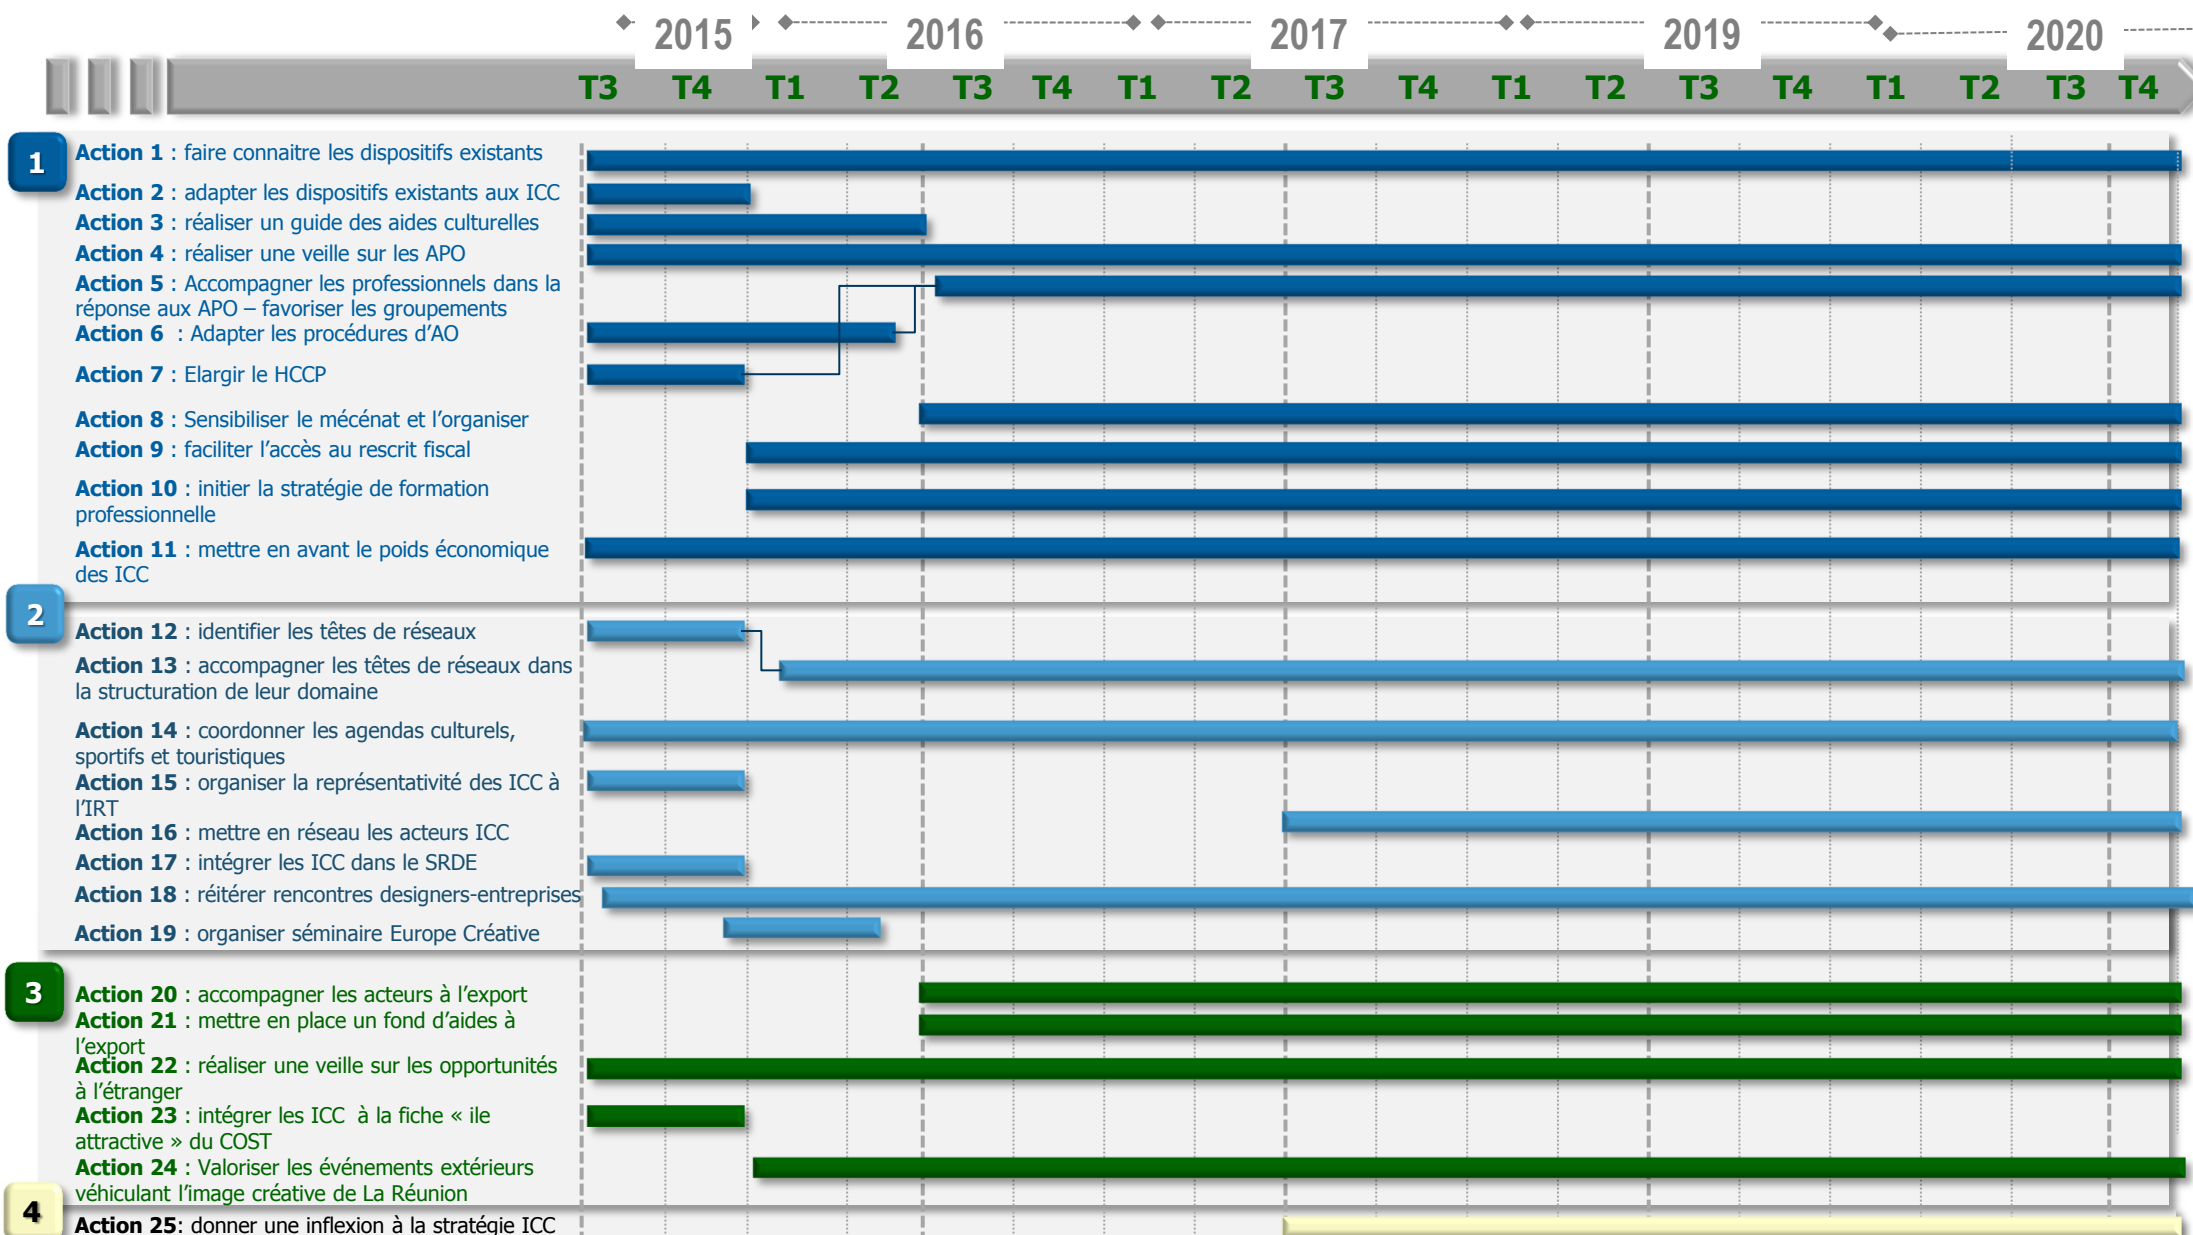 2015 2016 2017 2019 2020
T3 T4 T1 T2 T3 T4 T1 T2 T3 T4 T1 T2 T3 T4 T1 T2 T3 T4
1
Action 1 : faire connaitre les dispositifs existants
Action 2 : adapter les dispositifs existants aux ICC
Action 3 : réaliser un guide des aides culturelles
Action 4 : réaliser une veille sur les APO
Action 5 : Accompagner les professionnels dans la
réponse aux APO – favoriser les groupements
Action 6 : Adapter les procédures d'AO
Action 7 : Elargir le HCCP
Action 8 : Sensibiliser le mécénat et l'organiser
Action 9 : faciliter l'accès au rescrit fiscal
Action 10 : initier la stratégie de formation
professionnelle
Action 11 : mettre en avant le poids économique
des ICC
2
Action 12 : identifier les têtes de réseaux
Action 13 : accompagner les têtes de réseaux dans
la structuration de leur domaine
Action 14 : coordonner les agendas culturels,
sportifs et touristiques
Action 15 : organiser la représentativité des ICC à
l'IRT
Action 16 : mettre en réseau les acteurs ICC
Action 17 : intégrer les ICC dans le SRDE
Action 18 : réitérer rencontres designers-entreprises
Action 19 : organiser séminaire Europe Créative
3
Action 20 : accompagner les acteurs à l'export
Action 21 : mettre en place un fond d'aides à
l'export
Action 22 : réaliser une veille sur les opportunités
à l'étranger
Action 23 : intégrer les ICC à la fiche « ile
attractive » du COST
Action 24 : Valoriser les événements extérieurs
véhiculant l'image créative de La Réunion
4
Action 25: donner une inflexion à la stratégie ICC